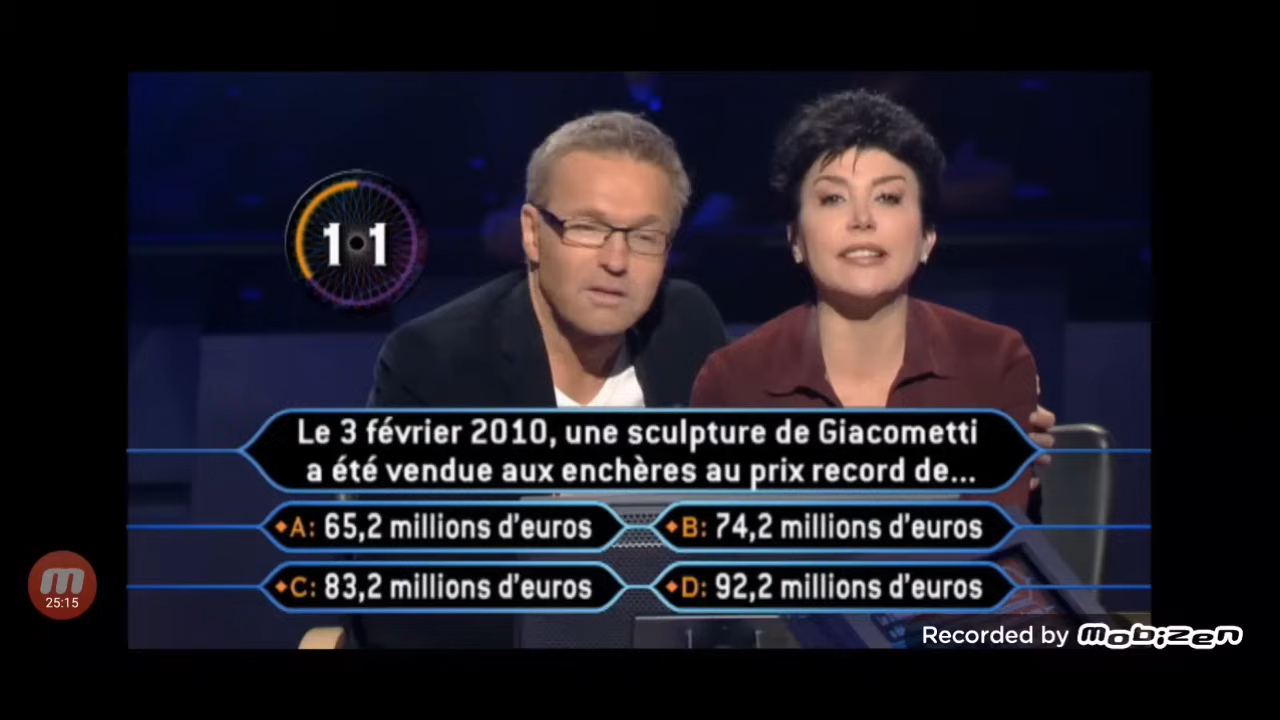 11
Le 3 février 2010, une sculpture de Giacometti
a été vendue aux enchères au prix record de...
A: 65,2 millions d'euros
B: 74,2 millions d'euros
C: 83,2 millions d'euros
D: 92,2 millions d'euros
25:15
Recorded by Mobizen